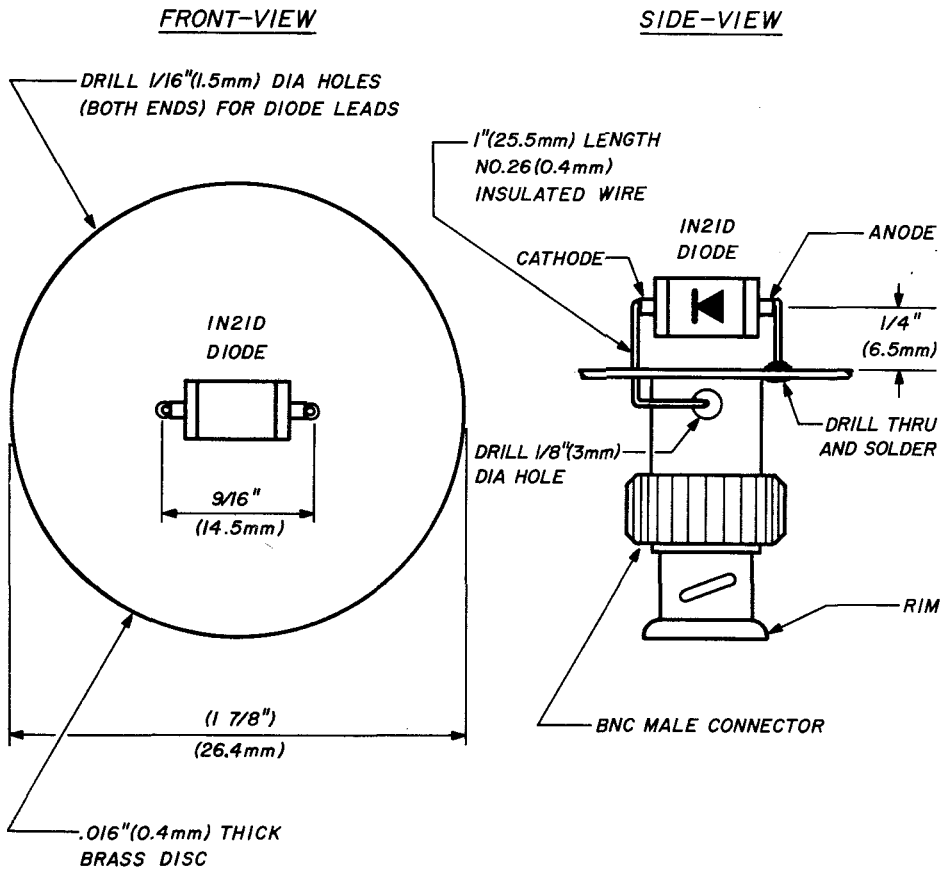 FRONT-VIEW
DRILL 1/16"(1.5mm) DIA HOLES
(BOTH ENDS) FOR DIODE LEADS
IN21D
DIODE
9/16"
(14.5mm)
(1 7/8")
(26.4mm)
.016"(0.4mm) THICK
BRASS DISC
SIDE-VIEW
1"(25.5mm) LENGTH
NO.26(0.4mm)
INSULATED WIRE
IN21D
DIODE
ANODE
CATHODE
1/4"
(6.5mm)
DRILL THRU
AND SOLDER
DRILL 1/8"(3mm)
DIA HOLE
RIM
BNC MALE CONNECTOR